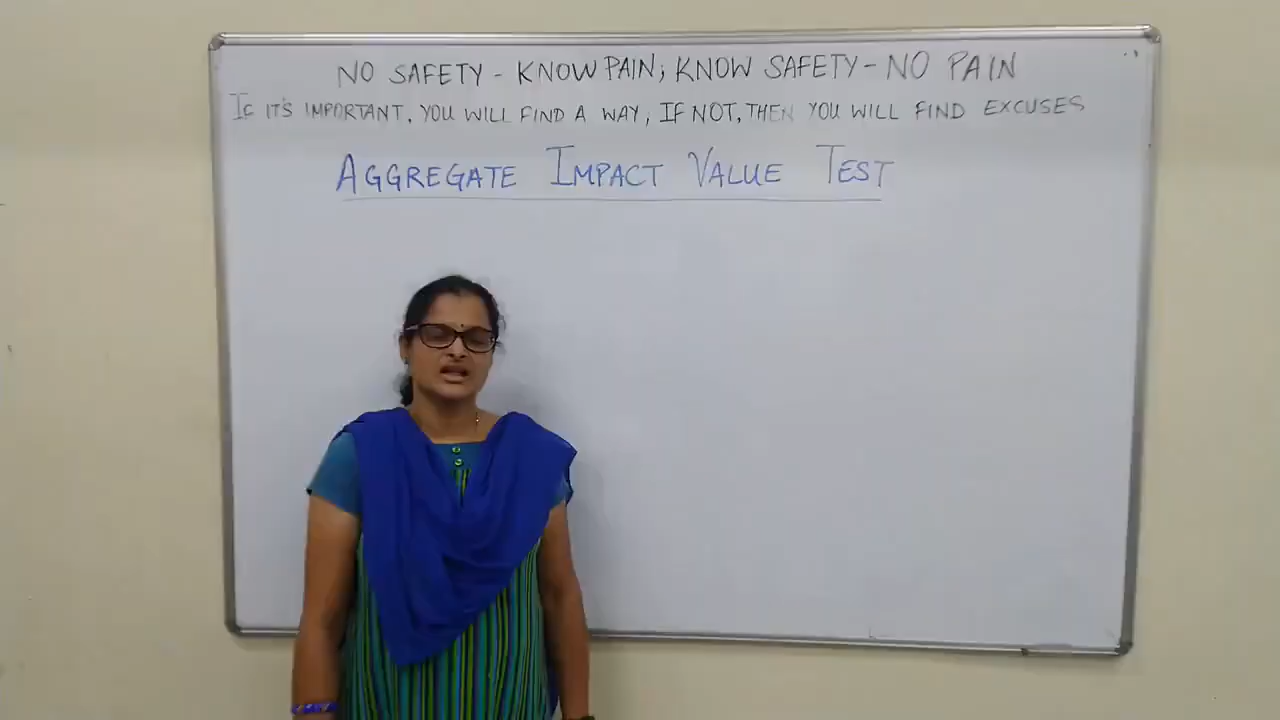 NO SAFETY - KNOW PAIN; KNOW SAFETY - NO PAIN
IF IT'S IMPORTANT, YOU WILL FIND A WAY, IF NOT, THEN YOU WILL FIND EXCUSES
AGGREGATE IMPACT VALUE TEST